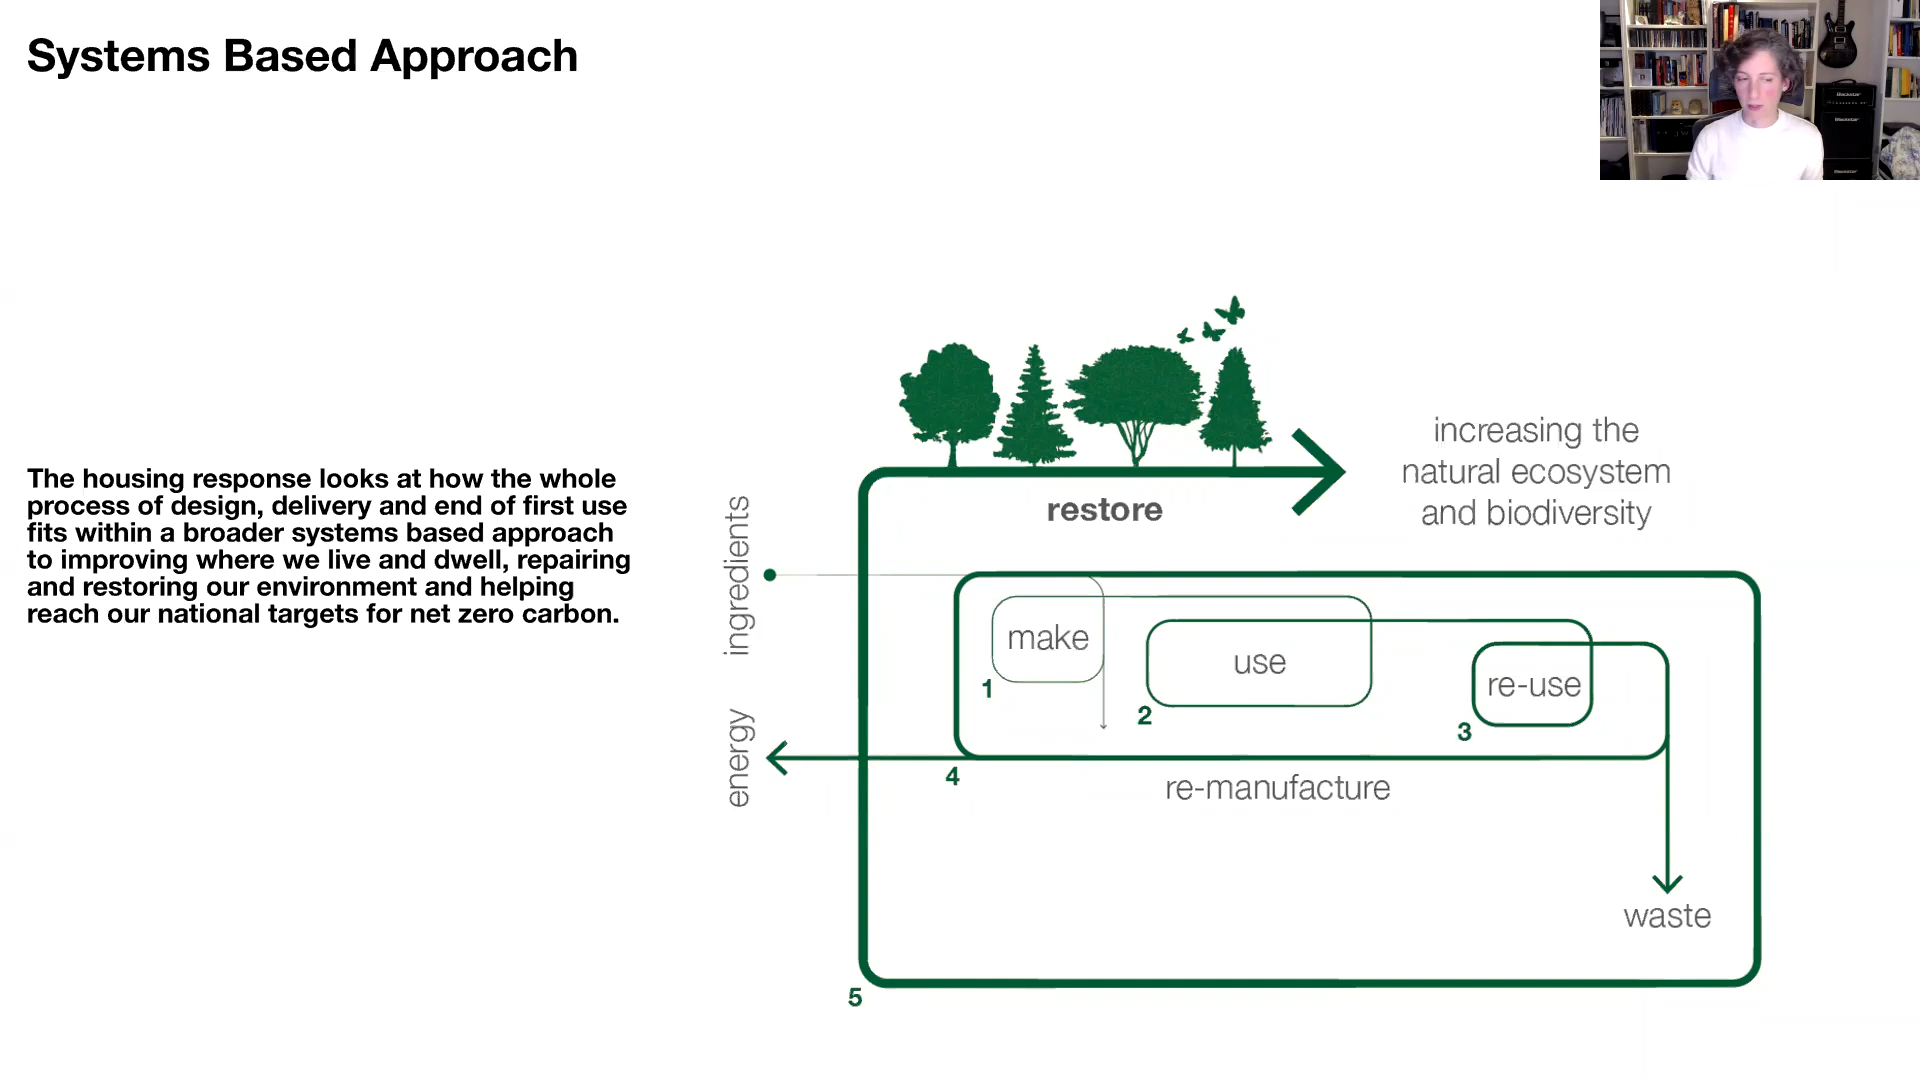 Systems Based Approach
The housing response looks at how the whole
process of design, delivery and end of first use
fits within a broader systems based approach
to improving where we live and dwell, repairing
and restoring our environment and helping
reach our national targets for net zero carbon.
increasing the
natural ecosystem
and biodiversity
restore
ingredients
make
1
use
2
re-use
3
energy
4
re-manufacture
waste
5
Blackstar
Blackstar
Blackstar